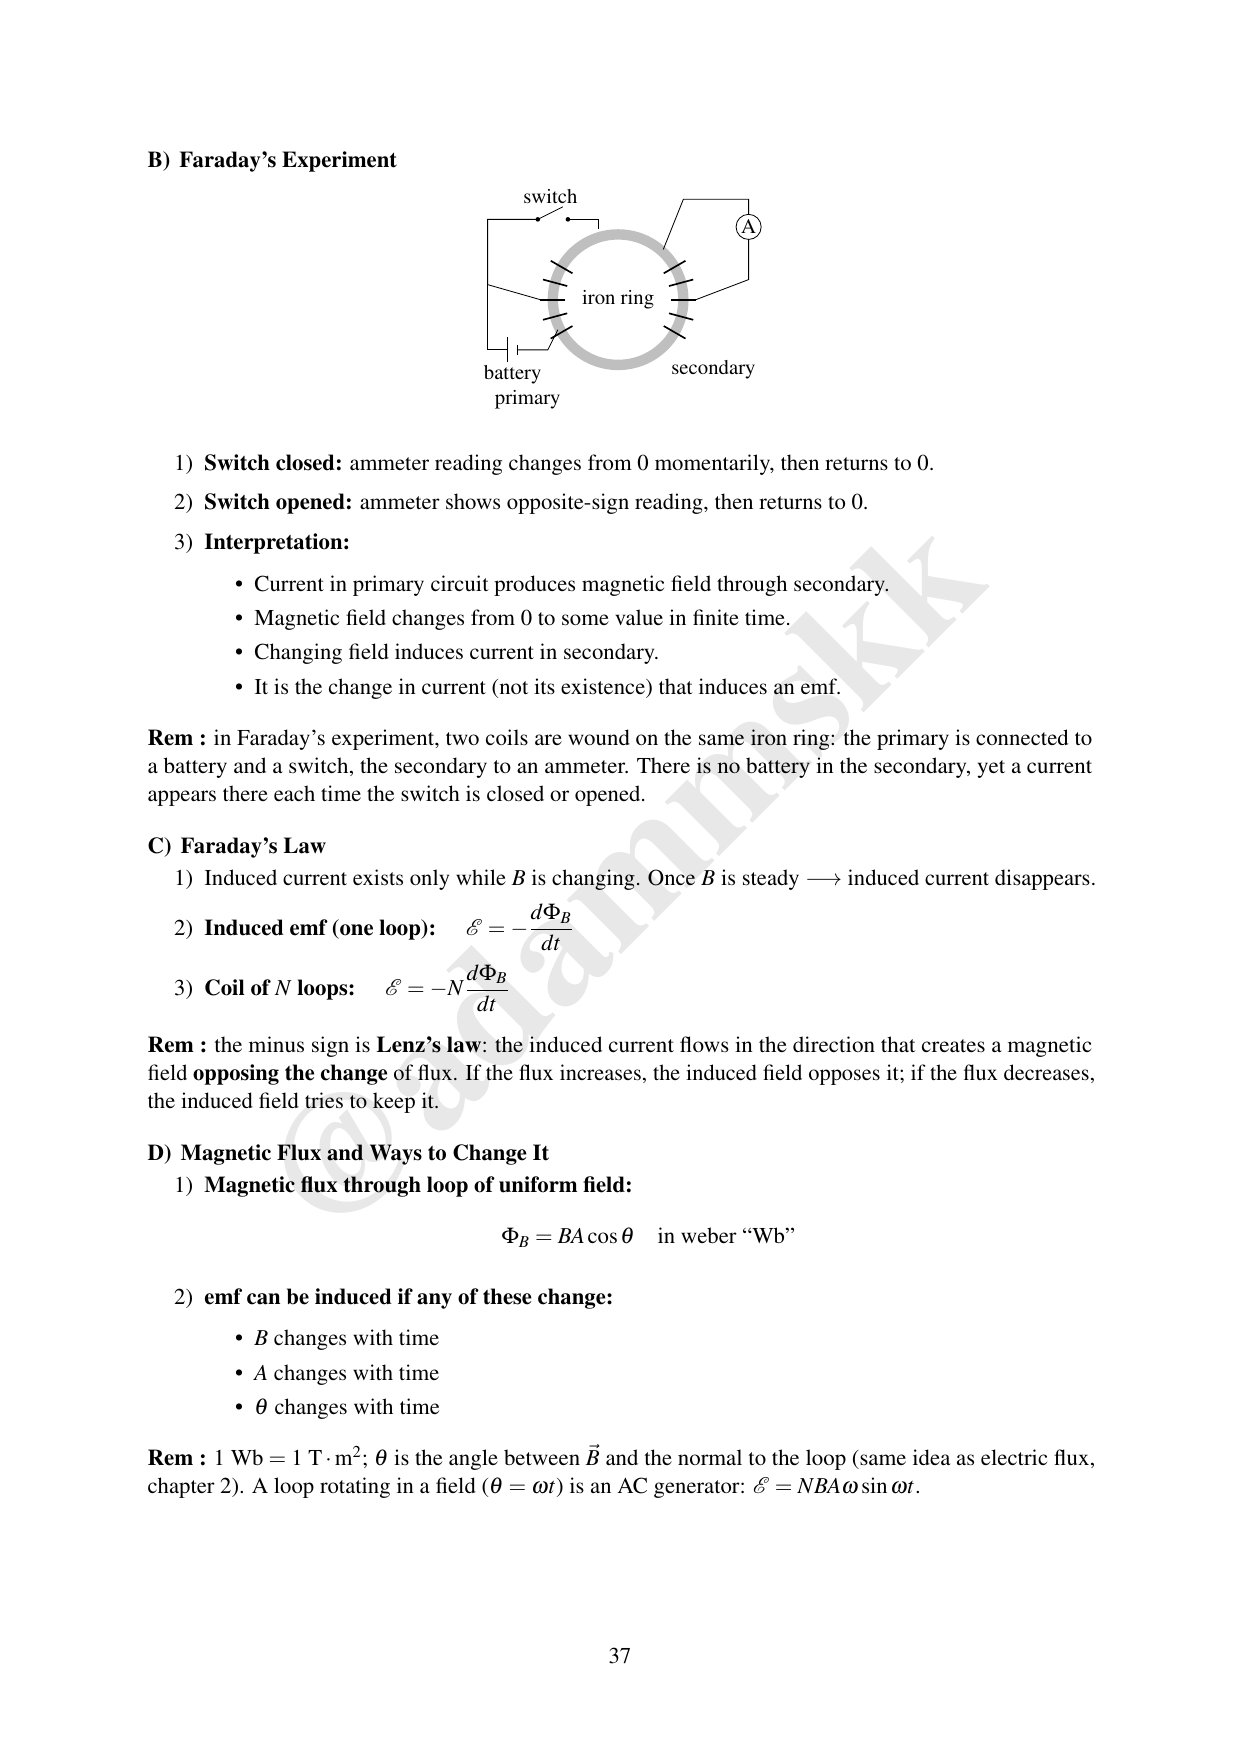 B) Faraday's Experiment
switch
A
iron ring
battery
secondary
primary
1) Switch closed: ammeter reading changes from 0 momentarily, then returns to 0.
2) Switch opened: ammeter shows opposite-sign reading, then returns to 0.
3) Interpretation:
• Current in primary circuit produces magnetic field through secondary.
• Magnetic field changes from 0 to some value in finite time.
• Changing field induces current in secondary.
• It is the change in current (not its existence) that induces an emf.
Rem : in Faraday's experiment, two coils are wound on the same iron ring: the primary is connected to
a battery and a switch, the secondary to an ammeter. There is no battery in the secondary, yet a current
appears there each time the switch is closed or opened.
C) Faraday's Law
1) Induced current exists only while B is changing. Once B is steady ⟶ induced current disappears.
2) Induced emf (one loop): ℰ = −dΦ_B/dt
3) Coil of N loops: ℰ = −N dΦ_B/dt
Rem : the minus sign is Lenz's law: the induced current flows in the direction that creates a magnetic
field opposing the change of flux. If the flux increases, the induced field opposes it; if the flux decreases,
the induced field tries to keep it.
D) Magnetic Flux and Ways to Change It
1) Magnetic flux through loop of uniform field:
Φ_B = BA cos θ in weber “Wb”
2) emf can be induced if any of these change:
• B changes with time
• A changes with time
• θ changes with time
Rem : 1 Wb = 1 T · m²; θ is the angle between B⃗ and the normal to the loop (same idea as electric flux,
chapter 2). A loop rotating in a field (θ = ωt) is an AC generator: ℰ = NBAω sin ωt.
37
@adammskk